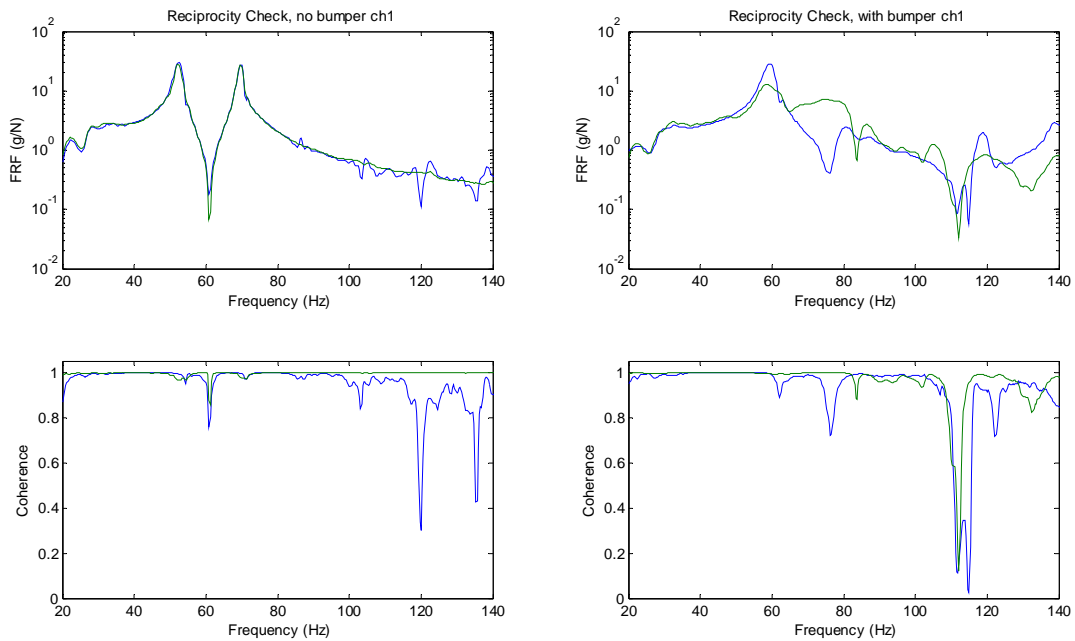 Reciprocity Check, no bumper ch1
10^2
10^1
10^0
10^-1
10^-2
FRF (g/N)
20 40 60 80 100 120 140
Frequency (Hz)
Reciprocity Check, with bumper ch1
10^2
10^1
10^0
10^-1
10^-2
FRF (g/N)
20 40 60 80 100 120 140
Frequency (Hz)
1
0.8
0.6
0.4
0.2
0
Coherence
20 40 60 80 100 120 140
Frequency (Hz)
1
0.8
0.6
0.4
0.2
0
Coherence
20 40 60 80 100 120 140
Frequency (Hz)